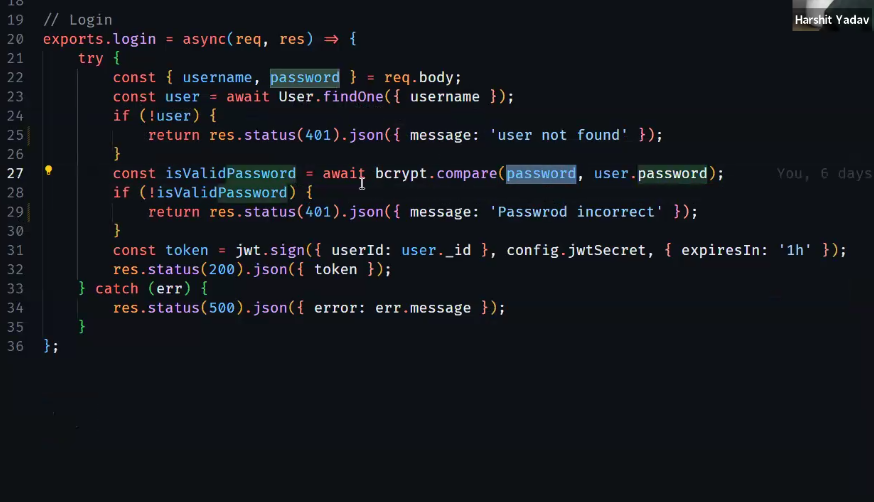 Harshit Yadav
18
19 // Login
20 exports.login = async(req, res) => {
21 try {
22 const { username, password } = req.body;
23 const user = await User.findOne({ username });
24 if (!user) {
25 return res.status(401).json({ message: 'user not found' });
26 }
27 const isValidPassword = await bcrypt.compare(password, user.password); You, 6 days
28 if (!isValidPassword) {
29 return res.status(401).json({ message: 'Passwrod incorrect' });
30 }
31 const token = jwt.sign({ userId: user._id }, config.jwtSecret, { expiresIn: '1h' });
32 res.status(200).json({ token });
33 } catch (err) {
34 res.status(500).json({ error: err.message });
35 }
36 };